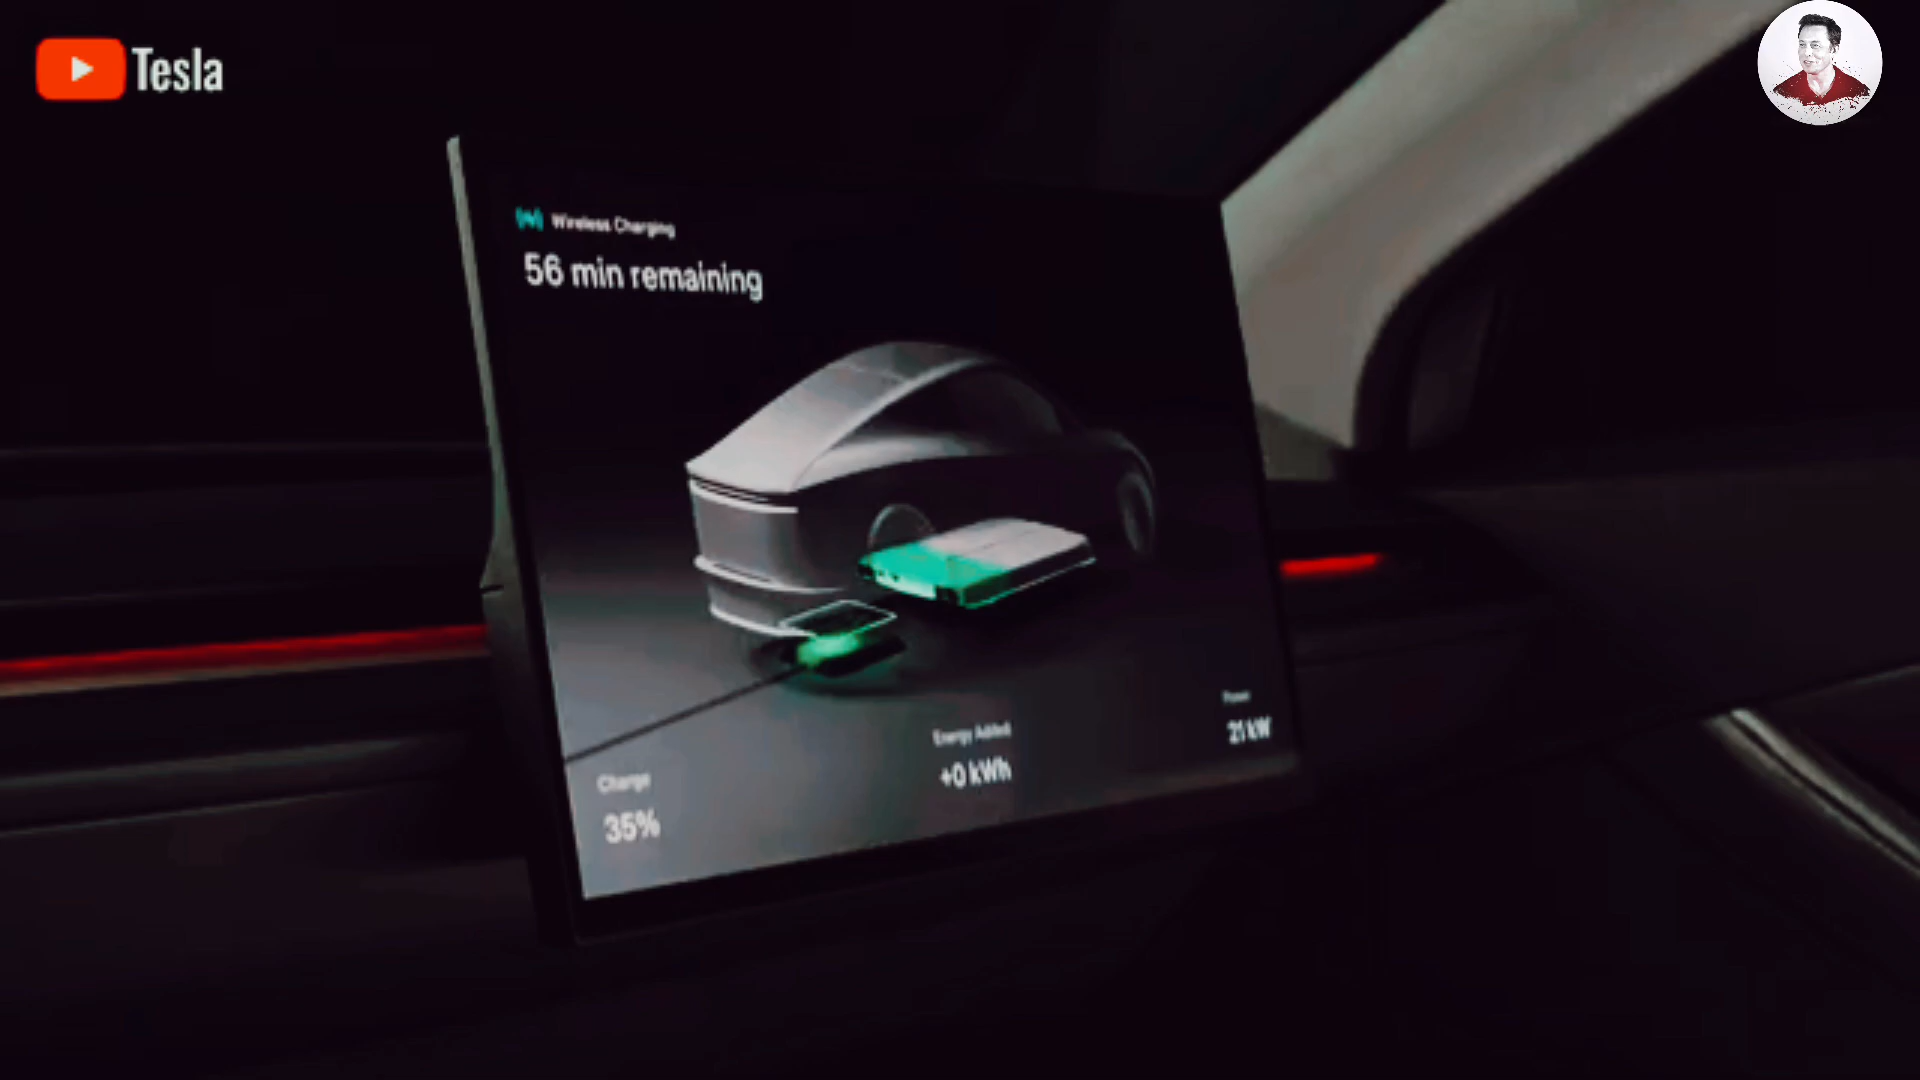 Tesla
Wireless Charging
56 min remaining
Charge
35%
Energy Added
+0 kWh
Power
21 kW